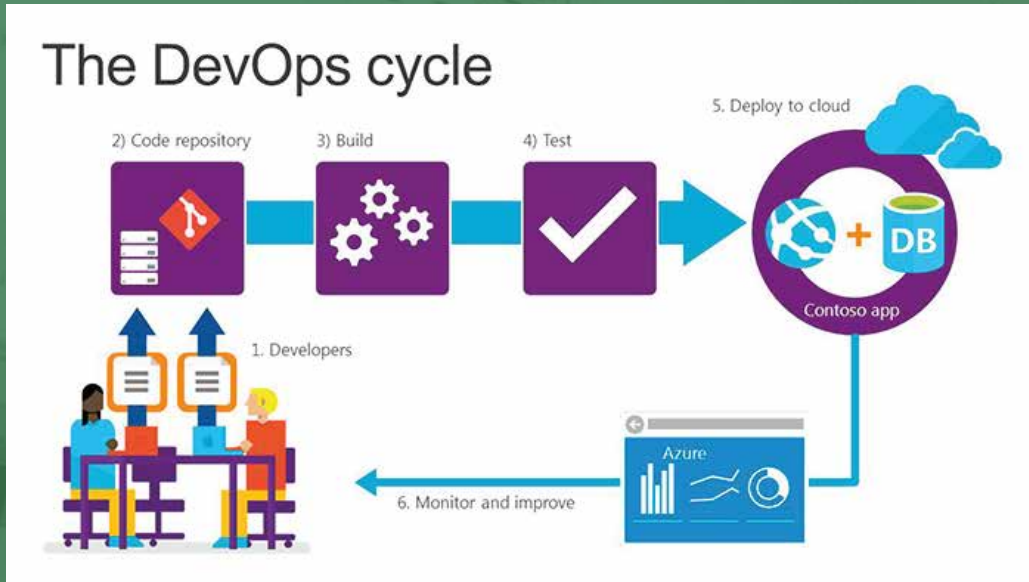 The DevOps cycle
5. Deploy to cloud
2) Code repository
3) Build
4) Test
DB
Contoso app
1. Developers
Azure
6. Monitor and improve